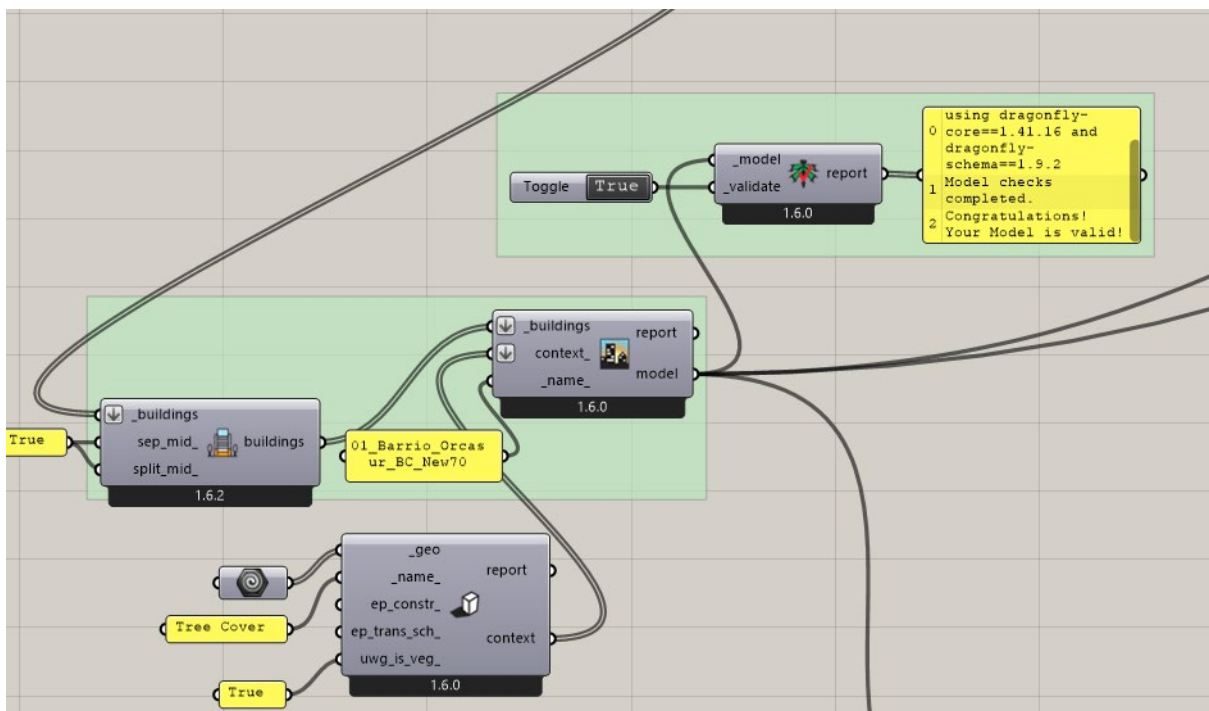 using dragonfly-
0 core==1.41.16 and
dragonfly-
schema==1.9.2
1 Model checks
completed.
2 Congratulations!
Your Model is valid!
_model
_validate
report
1.6.0
Toggle True
_buildings
context_
_name_
report
model
1.6.0
_buildings
sep_mid_
split_mid_
buildings
1.6.2
True
01_Barrio_Orcas
ur_BC_New70
_geo
_name_
ep_constr_
ep_trans_sch_
uwg_is_veg_
report
context
1.6.0
Tree Cover
True